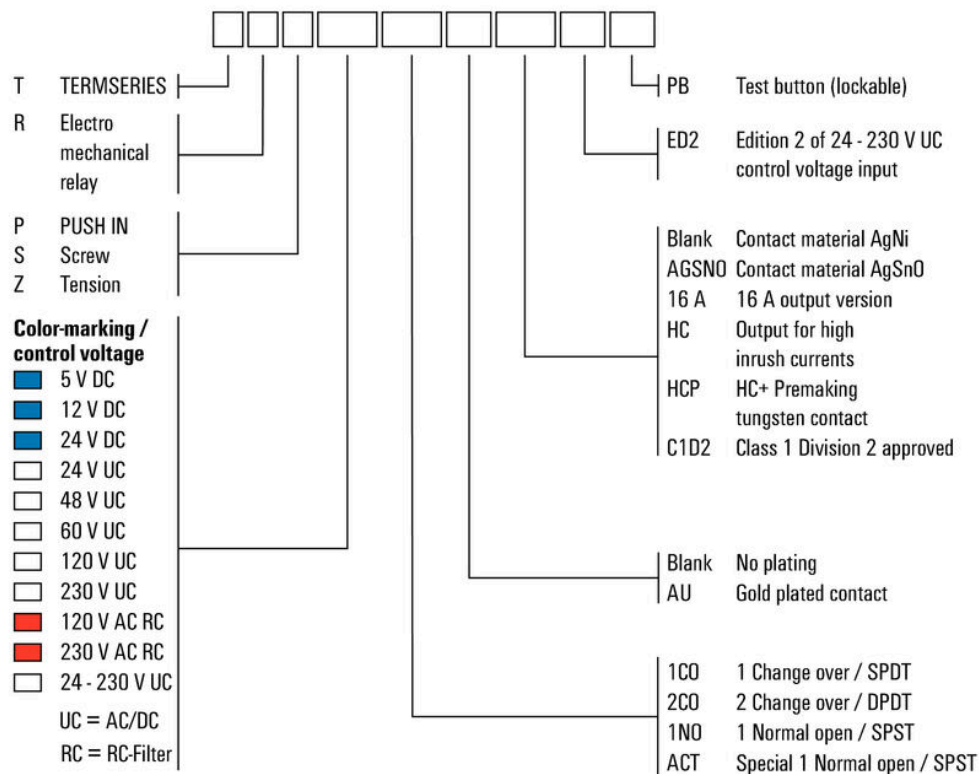 T TERMSERIES
R Electro
mechanical
relay
P PUSH IN
S Screw
Z Tension
Color-marking /
control voltage
5 V DC
12 V DC
24 V DC
24 V UC
48 V UC
60 V UC
120 V UC
230 V UC
120 V AC RC
230 V AC RC
24 - 230 V UC
UC = AC/DC
RC = RC-Filter
PB Test button (lockable)
ED2 Edition 2 of 24 - 230 V UC
control voltage input
Blank Contact material AgNi
AGSNO Contact material AgSnO
16 A 16 A output version
HC Output for high
inrush currents
HCP HC+ Premaking
tungsten contact
C1D2 Class 1 Division 2 approved
Blank No plating
AU Gold plated contact
1CO 1 Change over / SPDT
2CO 2 Change over / DPDT
1NO 1 Normal open / SPST
ACT Special 1 Normal open / SPST